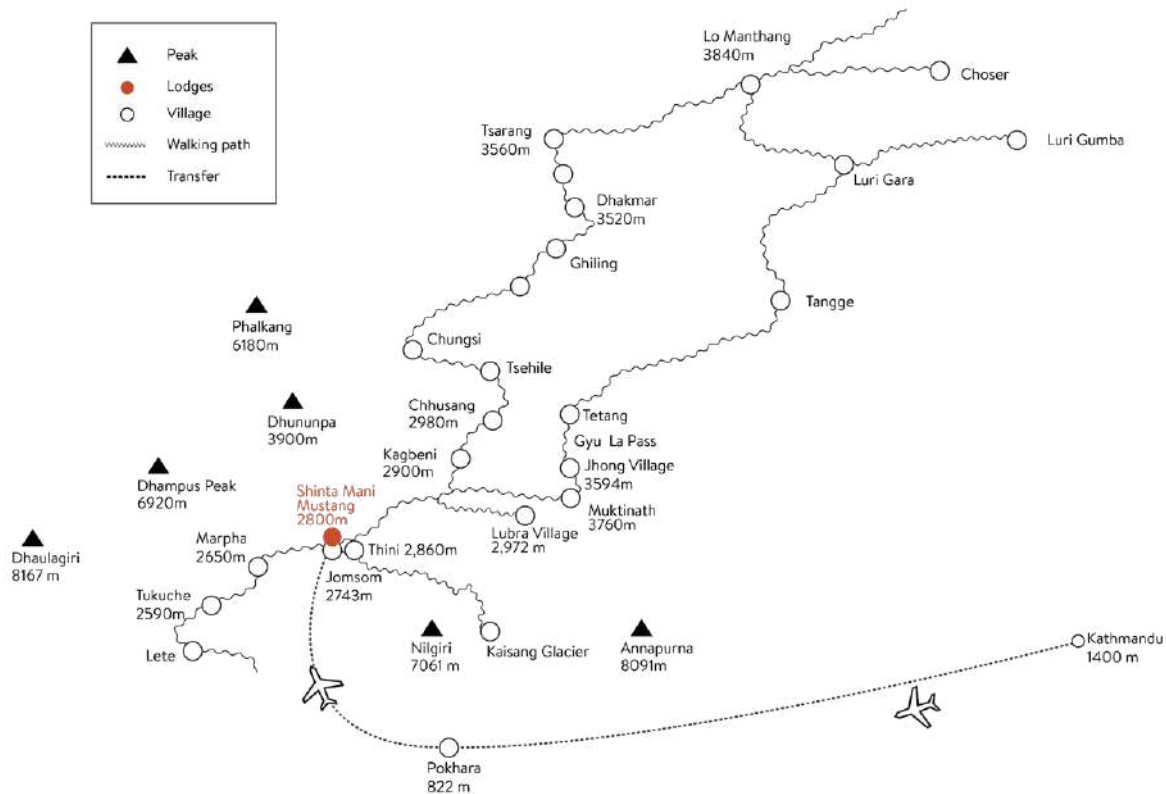 Peak
Lodges
Village
Walking path
Transfer
Lo Manthang
3840m
Choser
Tsarang
3560m
Luri Gumba
Luri Gara
Dhakmar
3520m
Ghiling
Tangge
Phalkang
6180m
Chungsi
Tsehile
Dhununpa
3900m
Chhusang
2980m
Tetang
Gyu La Pass
Kagbeni
2900m
Jhong Village
3594m
Dhampus Peak
6920m
Shinta Mani
Mustang
2800m
Muktinath
3760m
Lubra Village
2,972 m
Dhaulagiri
8167 m
Marpha
2650m
Thini 2,860m
Jomsom
2743m
Tukuche
2590m
Lete
Nilgiri
7061 m
Kaisang Glacier
Annapurna
8091m
Kathmandu
1400 m
Pokhara
822 m